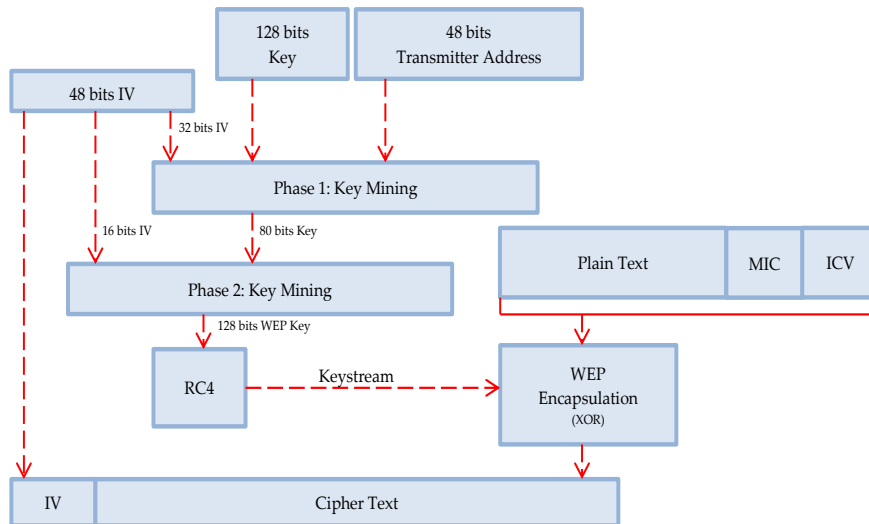 128 bits
Key
48 bits
Transmitter Address
48 bits IV
32 bits IV
Phase 1: Key Mining
16 bits IV
80 bits Key
Plain Text
MIC
ICV
Phase 2: Key Mining
128 bits WEP Key
RC4
Keystream
WEP
Encapsulation
(XOR)
IV
Cipher Text